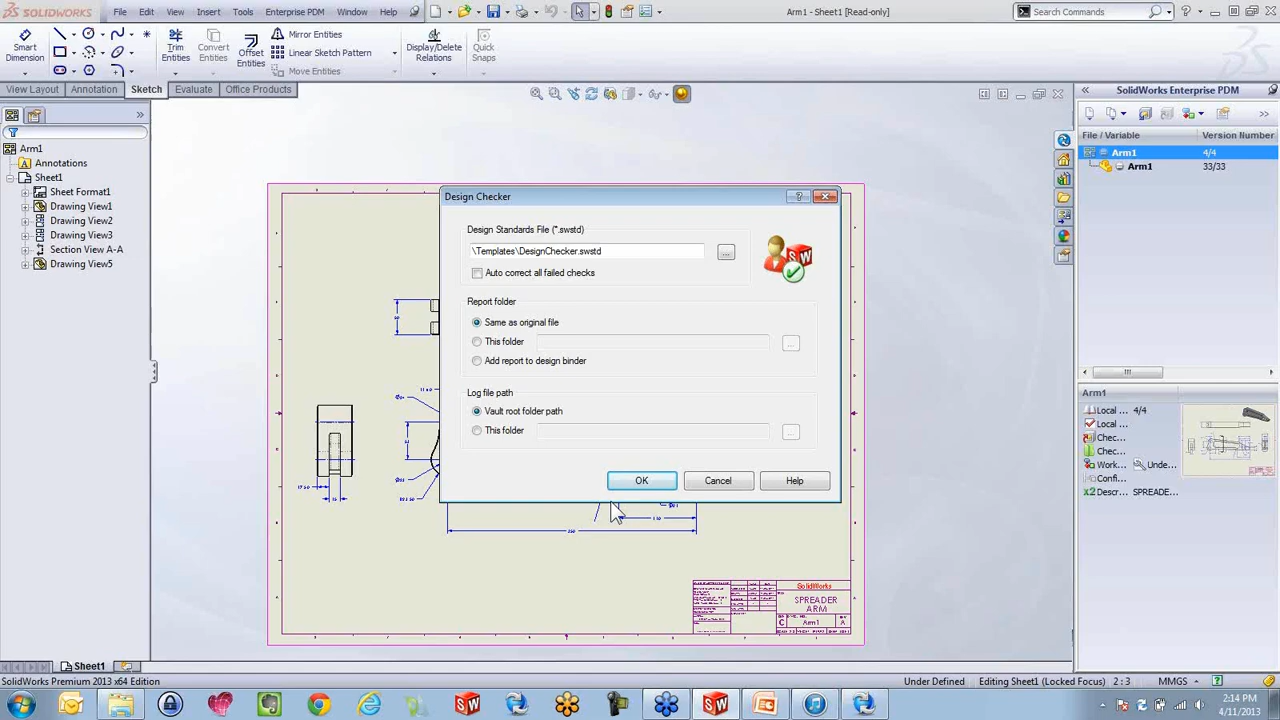 SOLIDWORKS File Edit View Insert Tools Enterprise PDM Window Help Arm1 - Sheet1 [Read-only] Search Commands
Smart Dimension
Trim Entities
Convert Entities
Offset Entities
Mirror Entities
Linear Sketch Pattern
Move Entities
Display/Delete Relations
Quick Snaps
View Layout Annotation Sketch Evaluate Office Products
Arm1
Annotations
Sheet1
Sheet Format1
Drawing View1
Drawing View2
Drawing View3
Section View A-A
Drawing View5
Design Checker
Design Standards File (*.swstd)
\Templates\DesignChecker.swstd
...
Auto correct all failed checks
Report folder
Same as original file
This folder
...
Add report to design binder
Log file path
Vault root folder path
This folder
...
OK Cancel Help
SolidWorks
SPREADER
ARM
C Arm1 A
SolidWorks Enterprise PDM
File / Variable Version Number
Arm1 4/4
Arm1 33/33
Arm1
Local ... 4/4
Local ...
Chec...
Chec...
Work... Unde...
Confi...
Descr... SPREADE...
Sheet1
SolidWorks Premium 2013 x64 Edition Under Defined Editing Sheet1 (Locked Focus) 2 : 3 MMGS
2:14 PM
4/11/2013